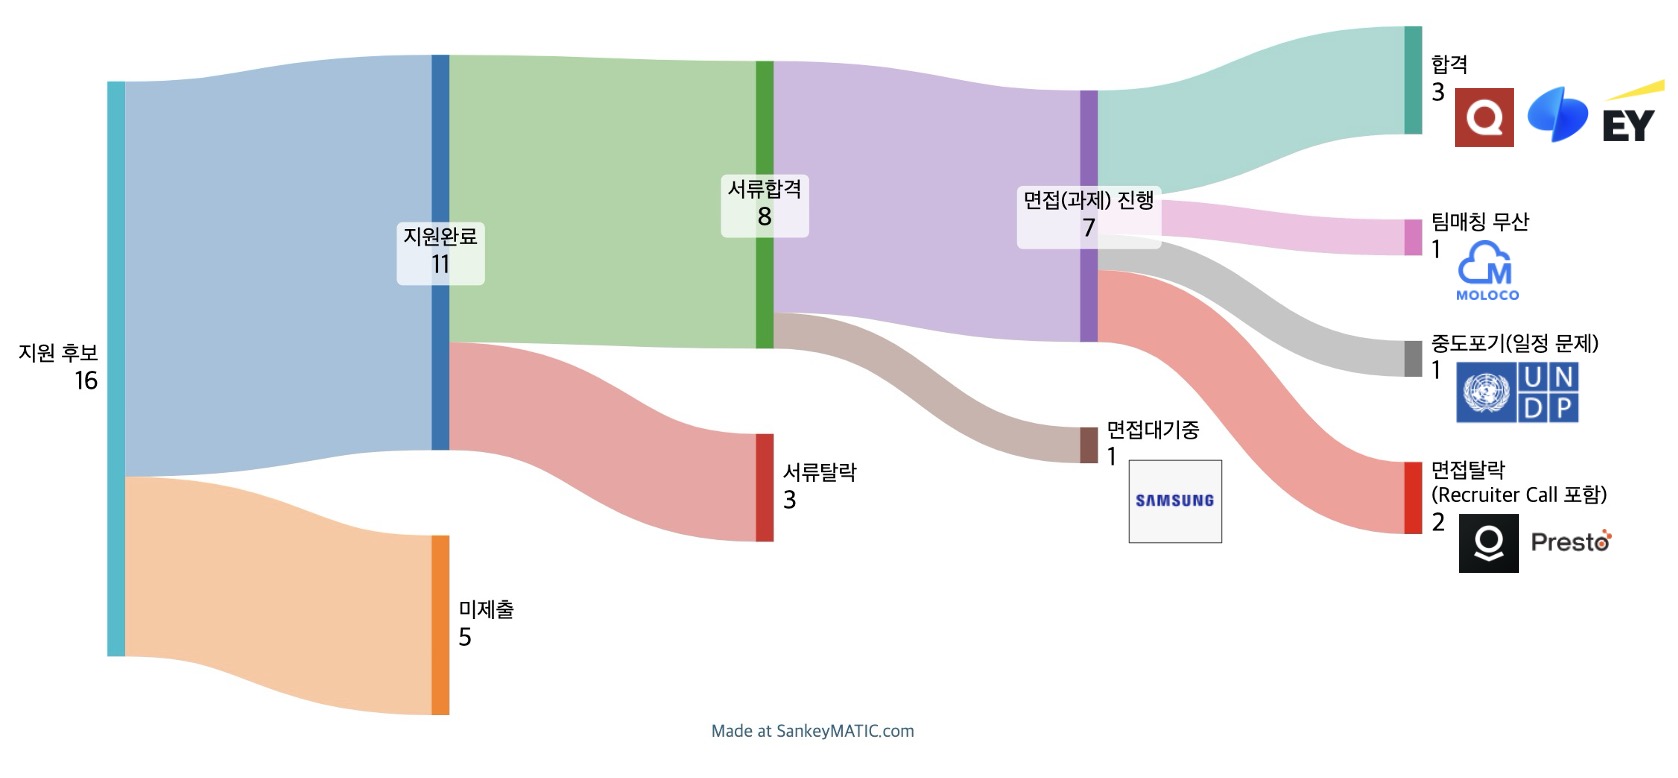 지원 후보
16
지원완료
11
미제출
5
서류합격
8
서류탈락
3
면접(과제) 진행
7
면접대기중
1
SAMSUNG
합격
3
Q
EY
팀매칭 무산
1
M
MOLOCO
중도포기(일정 문제)
1
U N
D P
면접탈락
(Recruiter Call 포함)
2
Presto
Made at SankeyMATIC.com